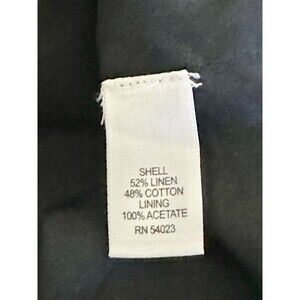 SHELL
52% LINEN
48% COTTON
LINING
100% ACETATE
RN 54023